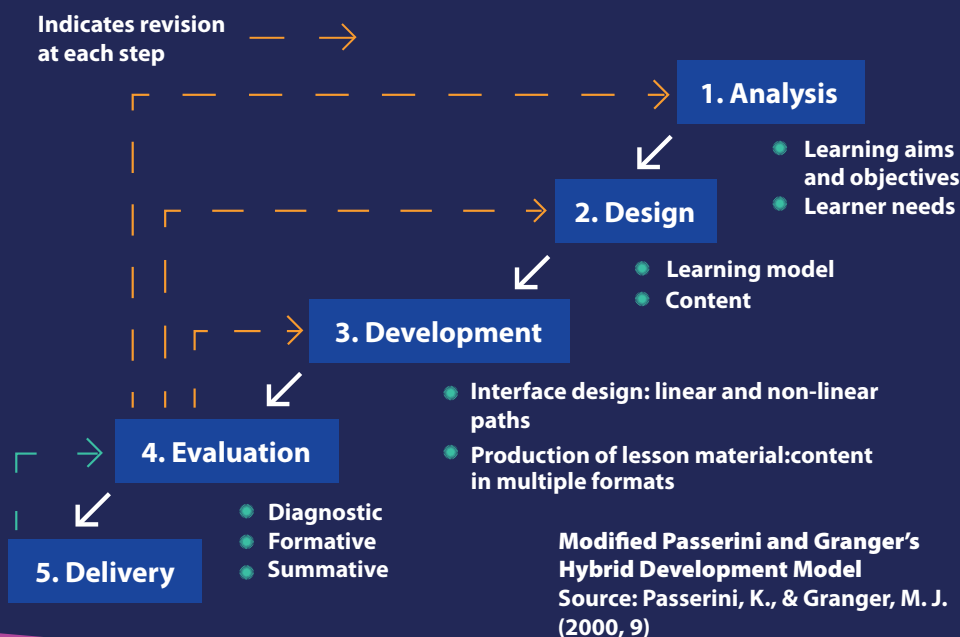 Indicates revision
at each step
1. Analysis
Learning aims
and objectives
Learner needs
2. Design
Learning model
Content
3. Development
Interface design: linear and non-linear
paths
Production of lesson material:content
in multiple formats
4. Evaluation
Diagnostic
Formative
Summative
5. Delivery
Modified Passerini and Granger’s
Hybrid Development Model
Source: Passerini, K., & Granger, M. J.
(2000, 9)